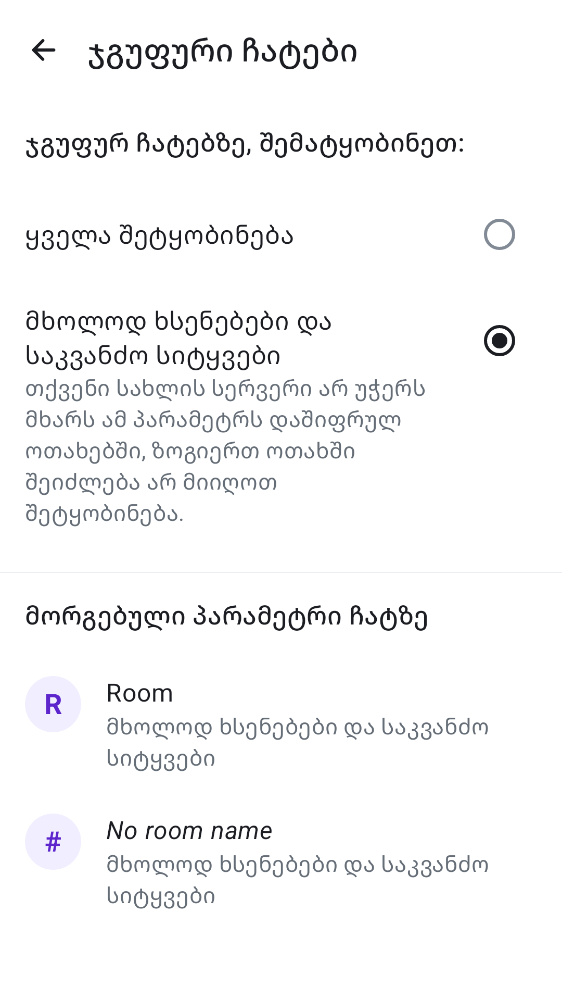 ჯგუფური ჩატები
ჯგუფურ ჩატებზე, შემატყობინეთ:
ყველა შეტყობინება
მხოლოდ ხსენებები და
საკვანძო სიტყვები
თქვენი სახლის სერვერი არ უჭერს
მხარს ამ პარამეტრს დაშიფრულ
ოთახებში, ზოგიერთ ოთახში
შეიძლება არ მიიღოთ
შეტყობინება.
მორგებული პარამეტრი ჩატზე
R
Room
მხოლოდ ხსენებები და საკვანძო
სიტყვები
#
No room name
მხოლოდ ხსენებები და საკვანძო
სიტყვები